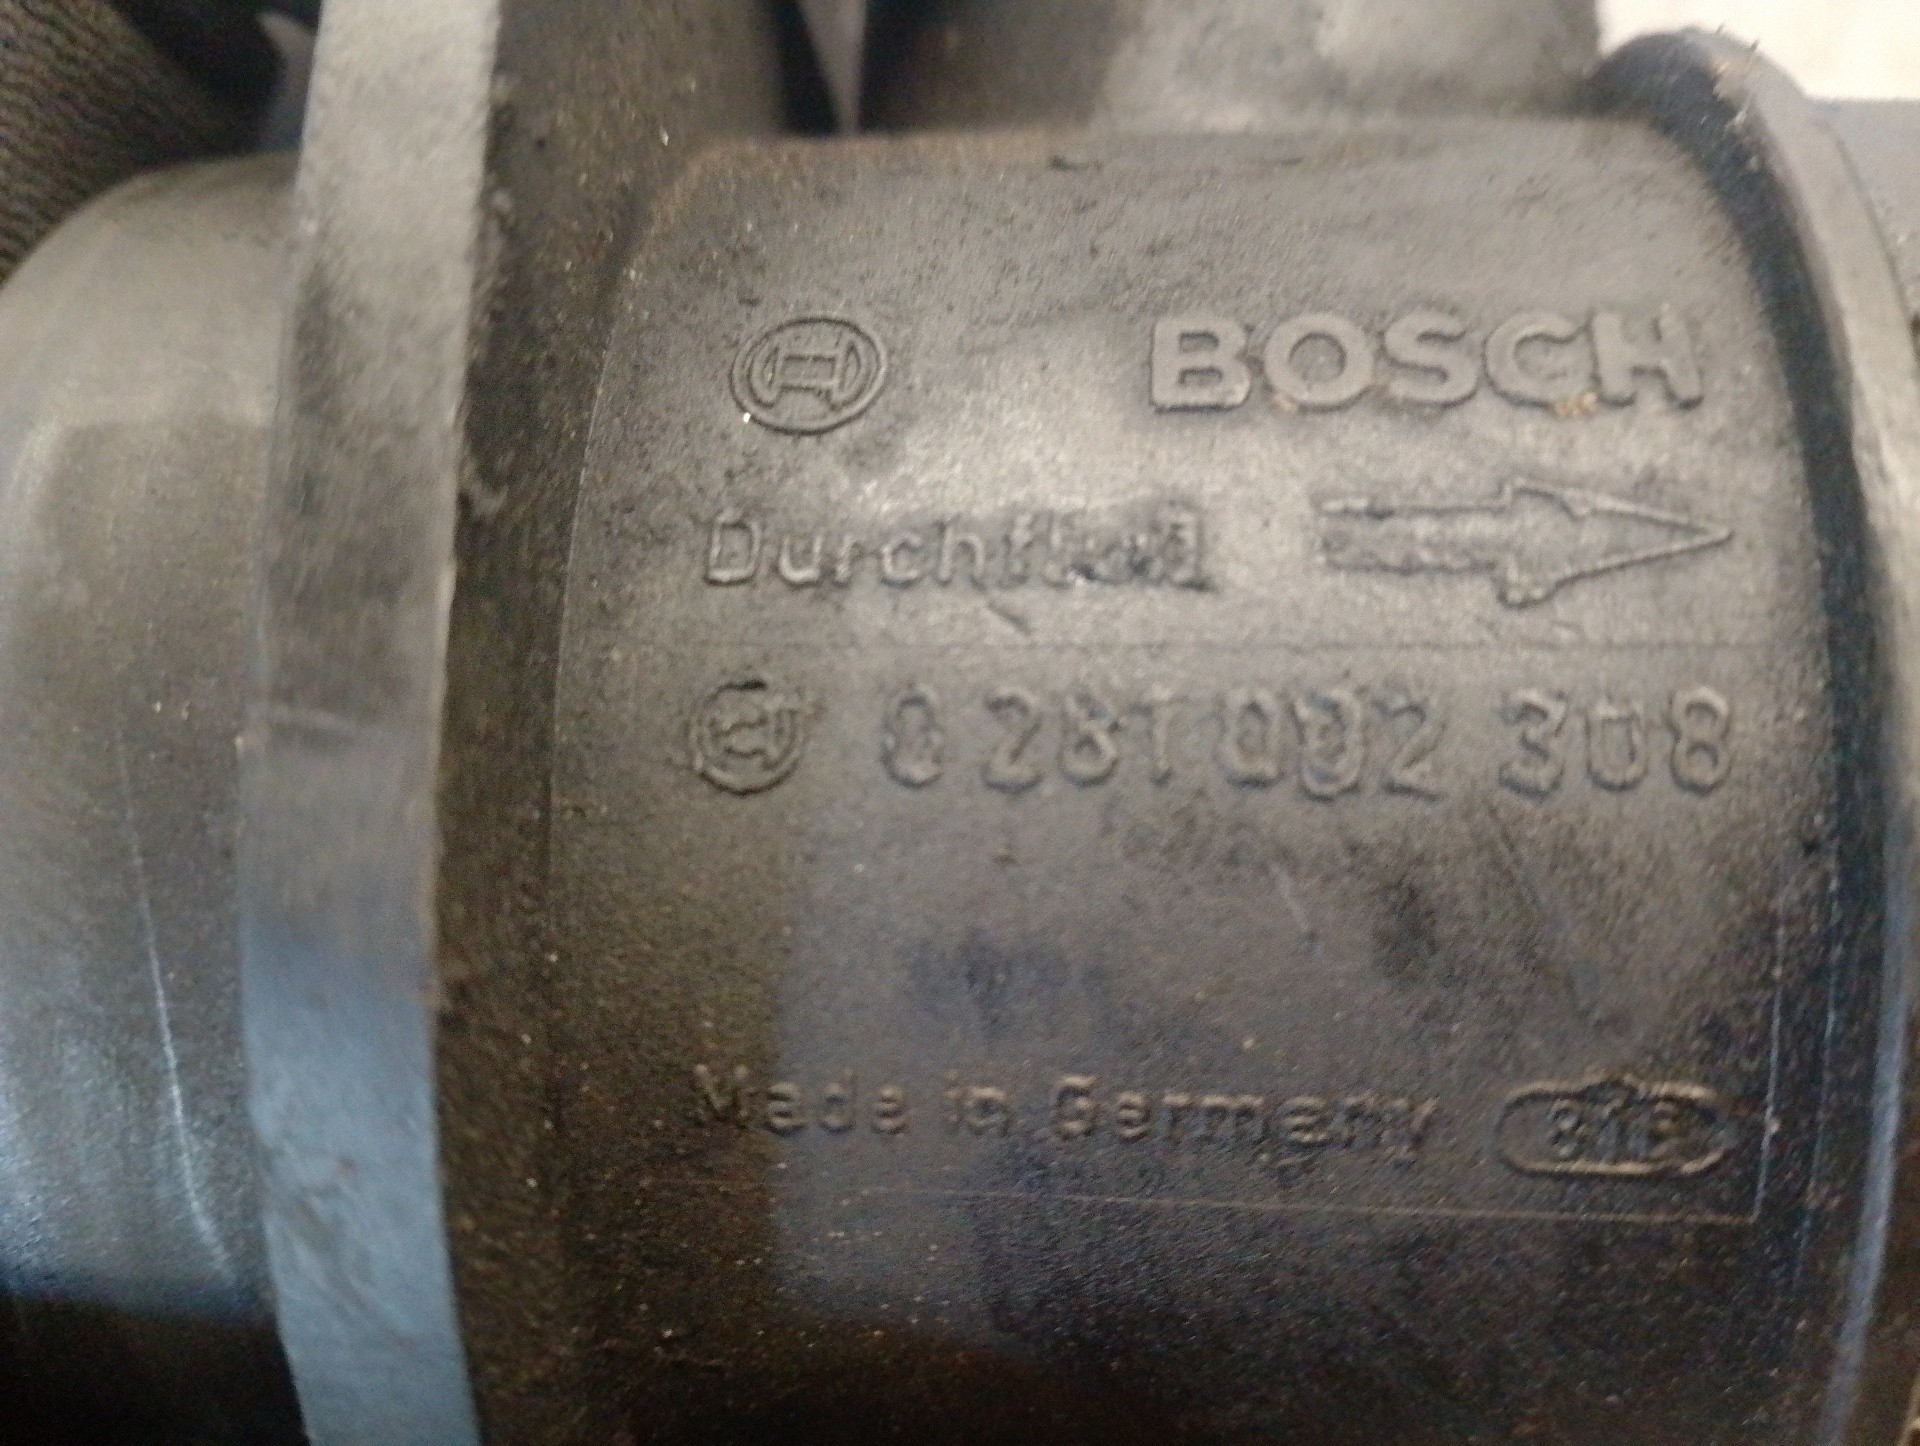 BOSCH
Durchfluß
0 281 002 308
Made in Germany